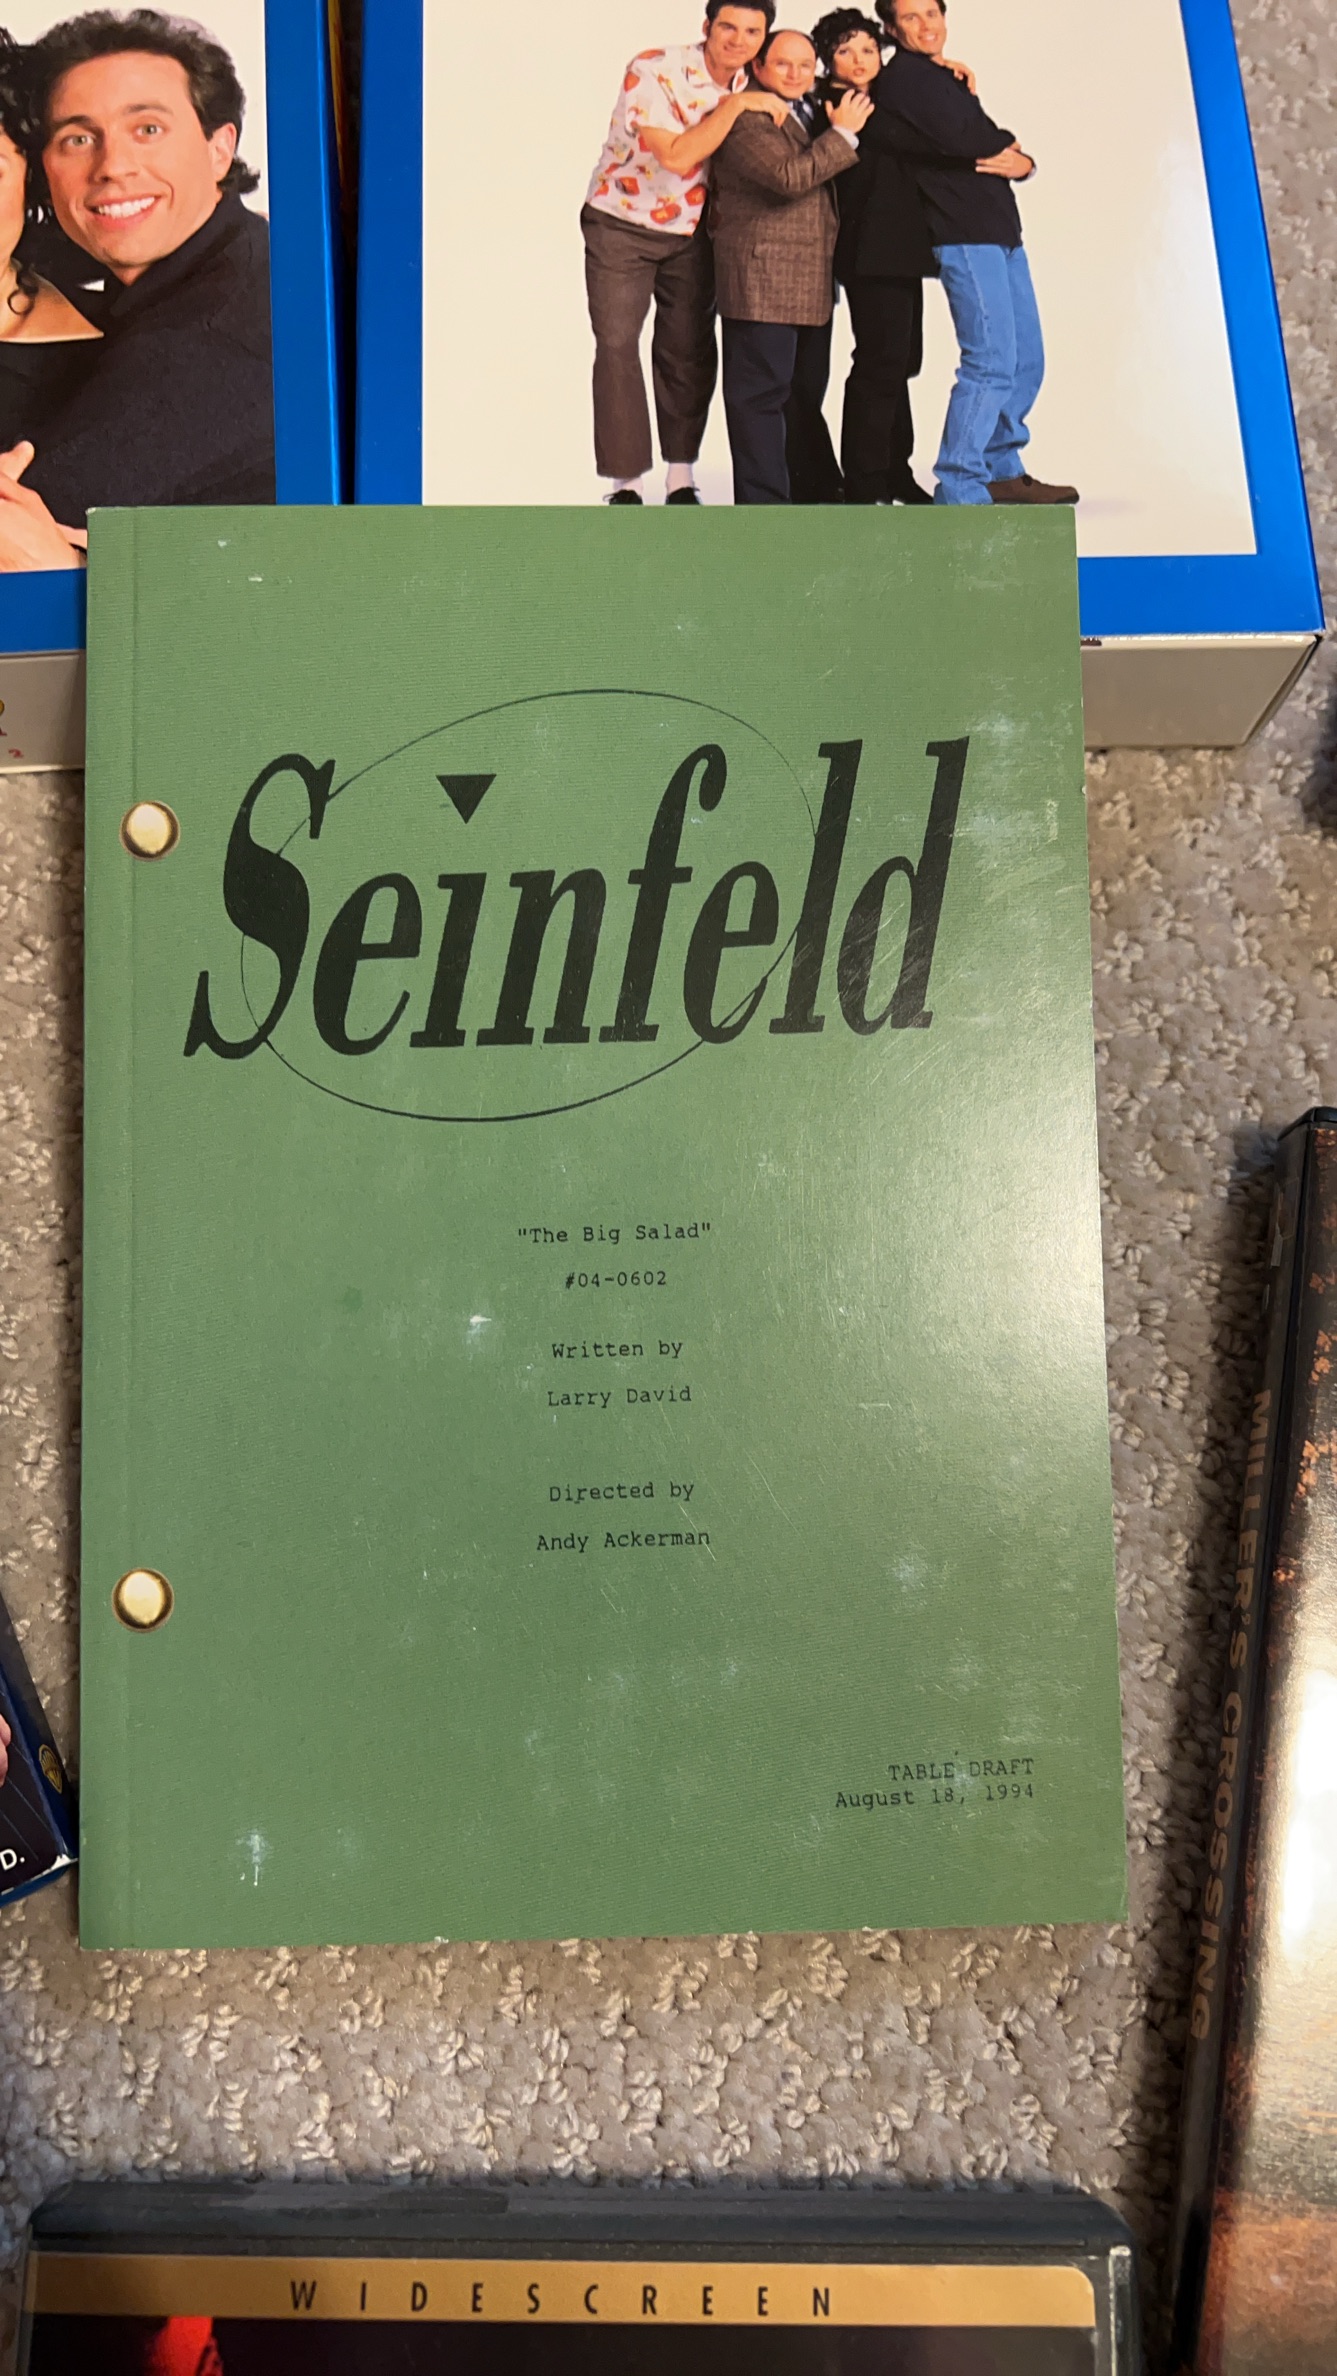 Seinfeld
"The Big Salad"
#04-0602
Written by
Larry David
Directed by
Andy Ackerman
TABLE DRAFT
August 18, 1994
MILLER'S CROSSING
D.
WIDESCREEN